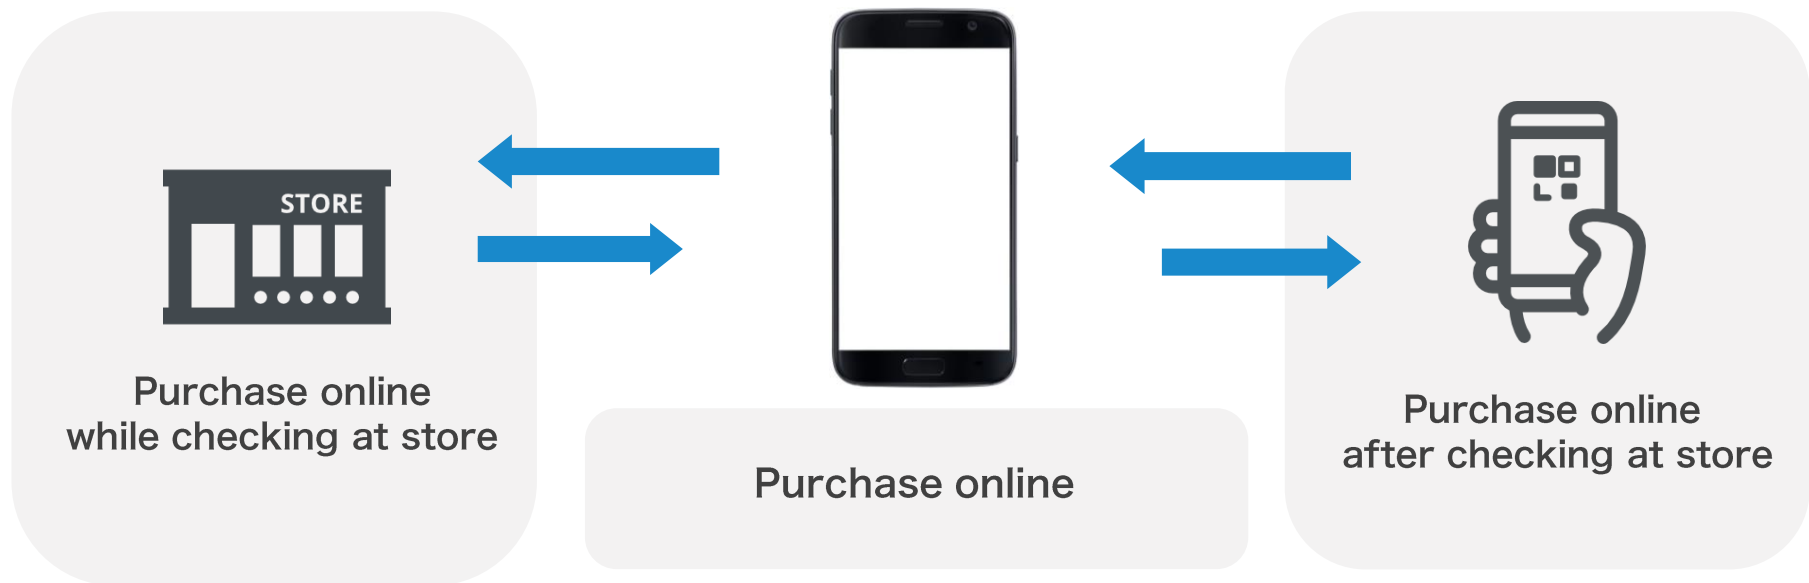 STORE
Purchase online
while checking at store
Purchase online
Purchase online
after checking at store